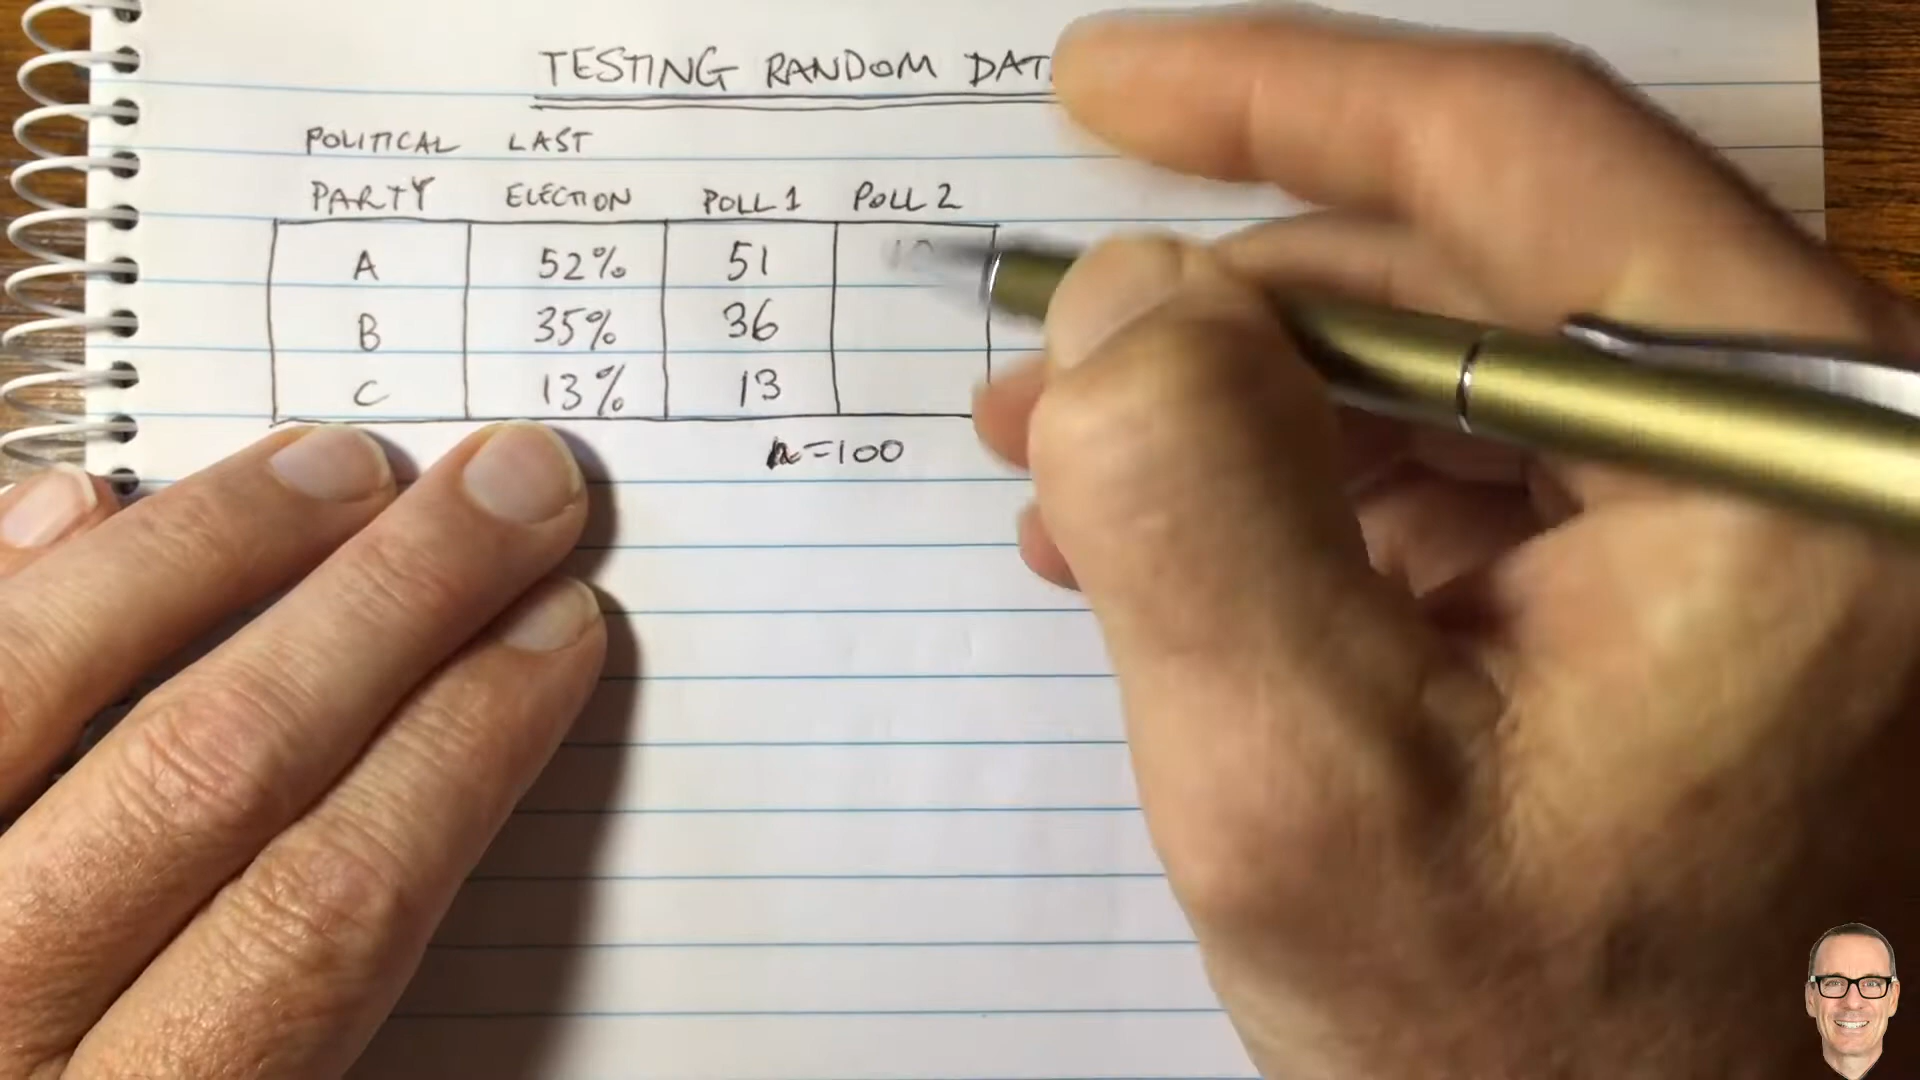 TESTING RANDOM DAT
POLITICAL LAST
PARTY ELECTION POLL 1 POLL 2
A 52% 51
B 35% 36
C 13% 13
n=100